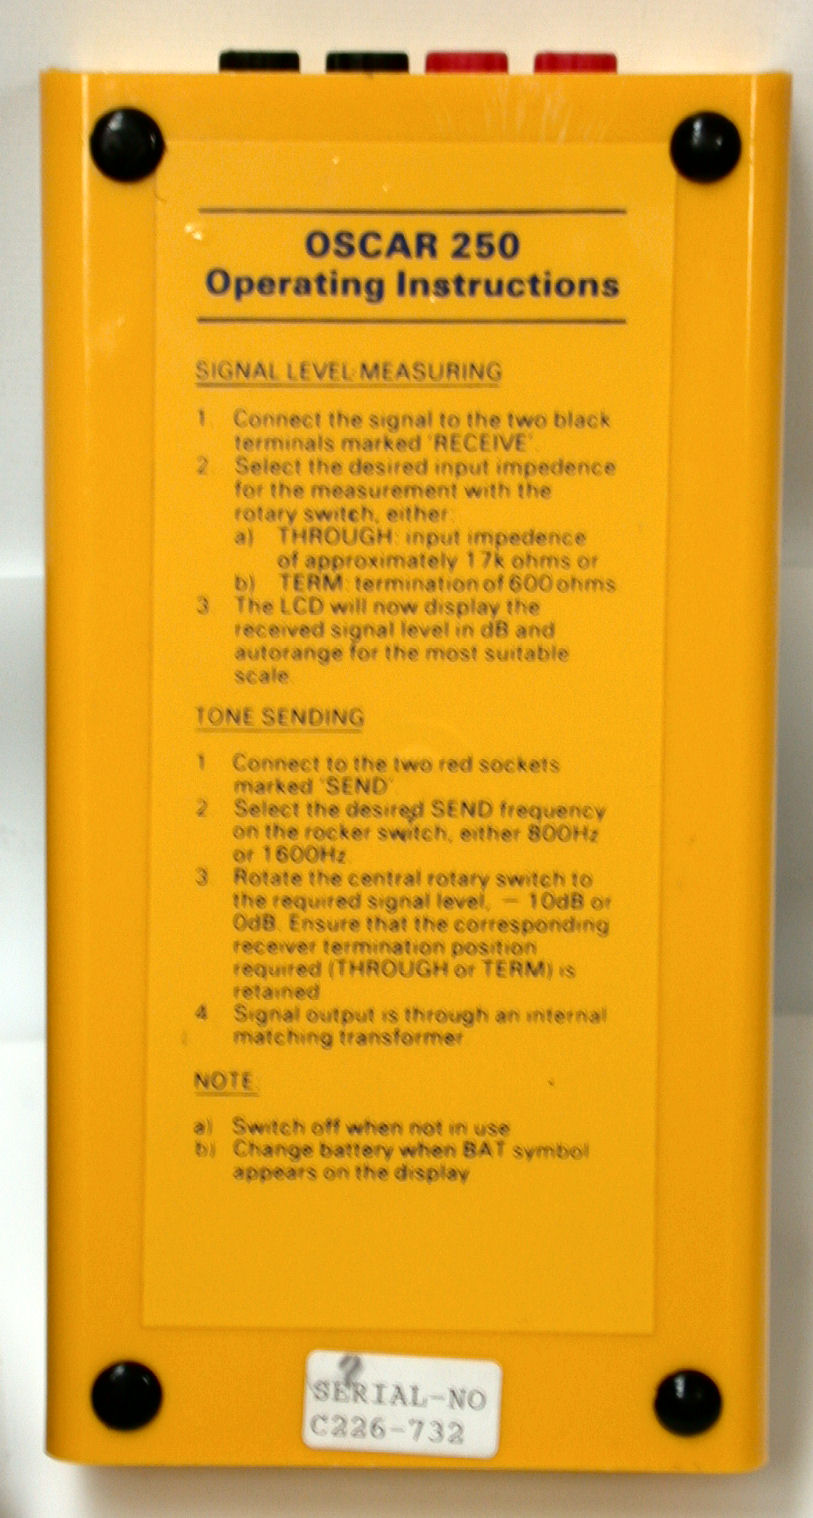 OSCAR 250
Operating Instructions
SIGNAL LEVEL MEASURING
1. Connect the signal to the two black
terminals marked 'RECEIVE'.
2. Select the desired input impedence
for the measurement with the
rotary switch, either:
a) THROUGH: input impedence
of approximately 17k ohms or
b) TERM: termination of 600 ohms
3 The LCD will now display the
received signal level in dB and
autorange for the most suitable
scale.
TONE SENDING
1 Connect to the two red sockets
marked 'SEND'.
2 Select the desired SEND frequency
on the rocker switch, either 800Hz
or 1600Hz.
3 Rotate the central rotary switch to
the required signal level, – 10dB or
0dB. Ensure that the corresponding
receiver termination position
required (THROUGH or TERM) is
retained
4 Signal output is through an internal
matching transformer
NOTE:
a) Switch off when not in use
b) Change battery when BAT symbol
appears on the display
SERIAL-NO
C226-732